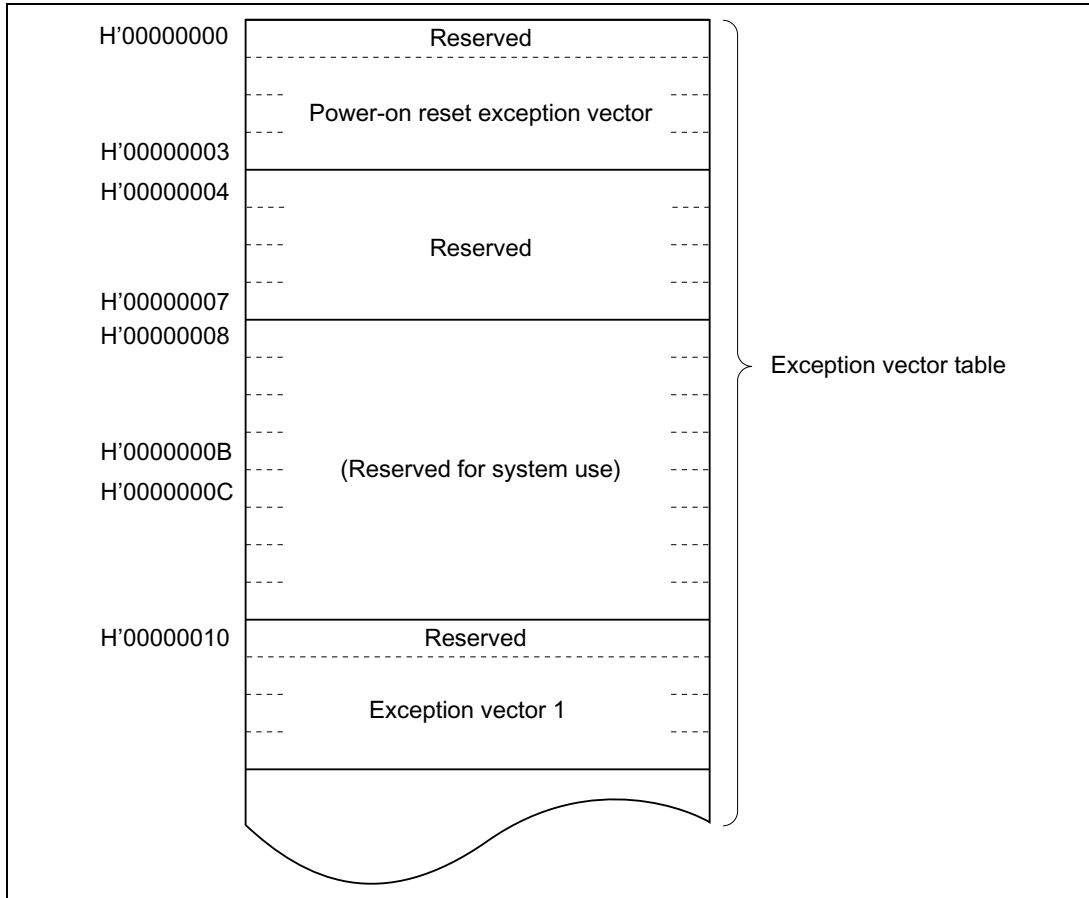 H’00000000 Reserved
Power-on reset exception vector
H’00000003
H’00000004
Reserved
H’00000007
H’00000008
Exception vector table
H’0000000B
(Reserved for system use)
H’0000000C
H’00000010 Reserved
Exception vector 1